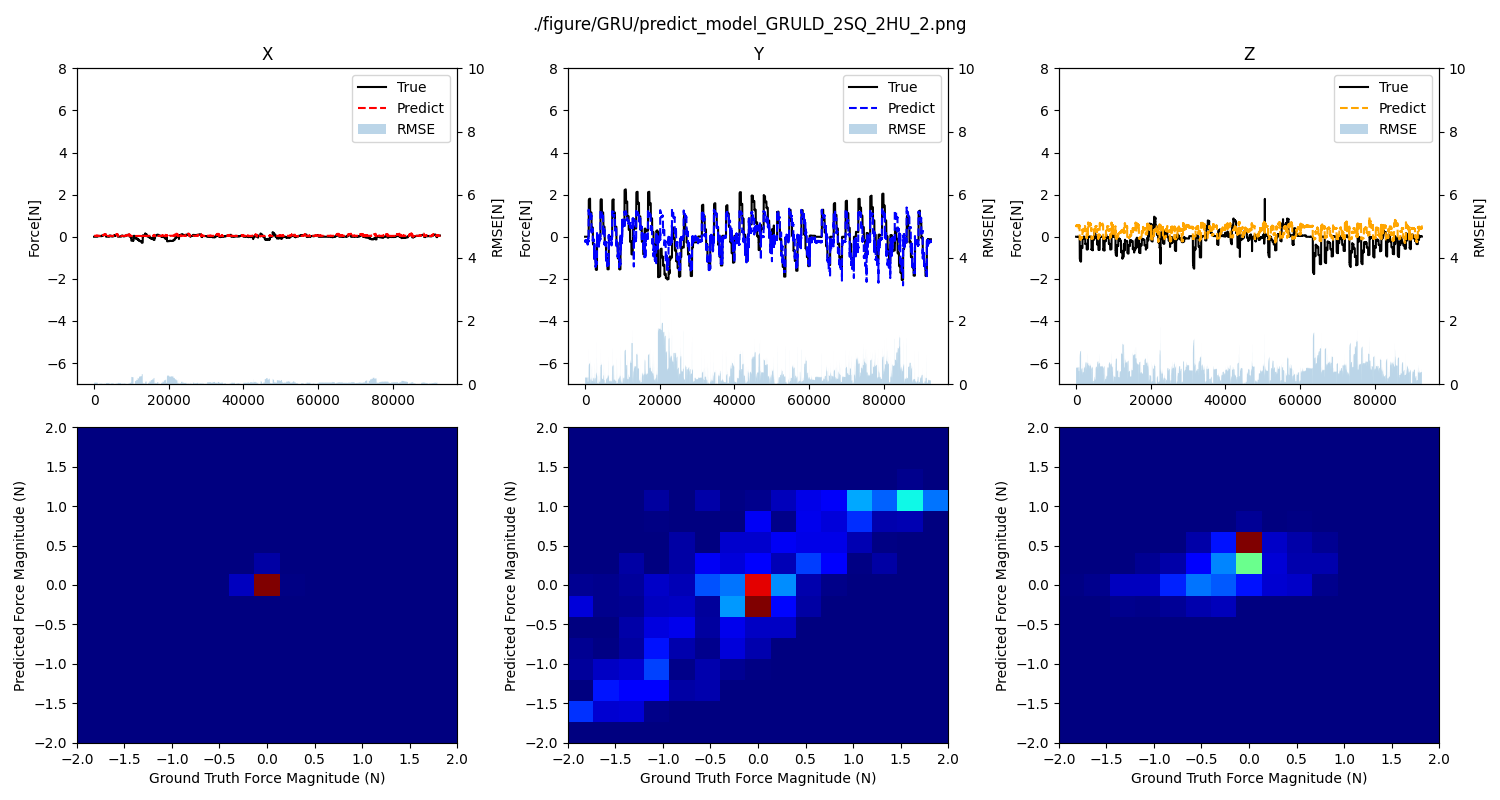 ./figure/GRU/predict_model_GRULD_2SQ_2HU_2.png
X
True
Predict
RMSE
Force[N]
RMSE[N]
8
6
4
2
0
−2
−4
−6
10
8
6
4
2
0
0 20000 40000 60000 80000
Y
True
Predict
RMSE
Force[N]
RMSE[N]
8
6
4
2
0
−2
−4
−6
10
8
6
4
2
0
0 20000 40000 60000 80000
Z
True
Predict
RMSE
Force[N]
RMSE[N]
8
6
4
2
0
−2
−4
−6
10
8
6
4
2
0
0 20000 40000 60000 80000
Predicted Force Magnitude (N)
2.0
1.5
1.0
0.5
0.0
−0.5
−1.0
−1.5
−2.0
−2.0 −1.5 −1.0 −0.5 0.0 0.5 1.0 1.5 2.0
Ground Truth Force Magnitude (N)
Predicted Force Magnitude (N)
2.0
1.5
1.0
0.5
0.0
−0.5
−1.0
−1.5
−2.0
−2.0 −1.5 −1.0 −0.5 0.0 0.5 1.0 1.5 2.0
Ground Truth Force Magnitude (N)
Predicted Force Magnitude (N)
2.0
1.5
1.0
0.5
0.0
−0.5
−1.0
−1.5
−2.0
−2.0 −1.5 −1.0 −0.5 0.0 0.5 1.0 1.5 2.0
Ground Truth Force Magnitude (N)